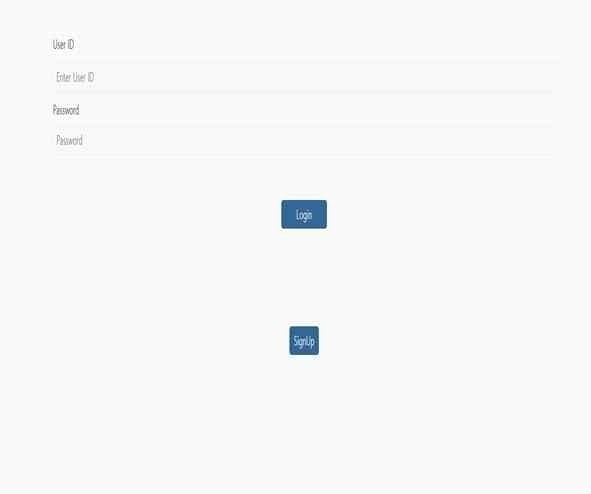 User ID
Enter User ID
Password
Password
Login
SignUp